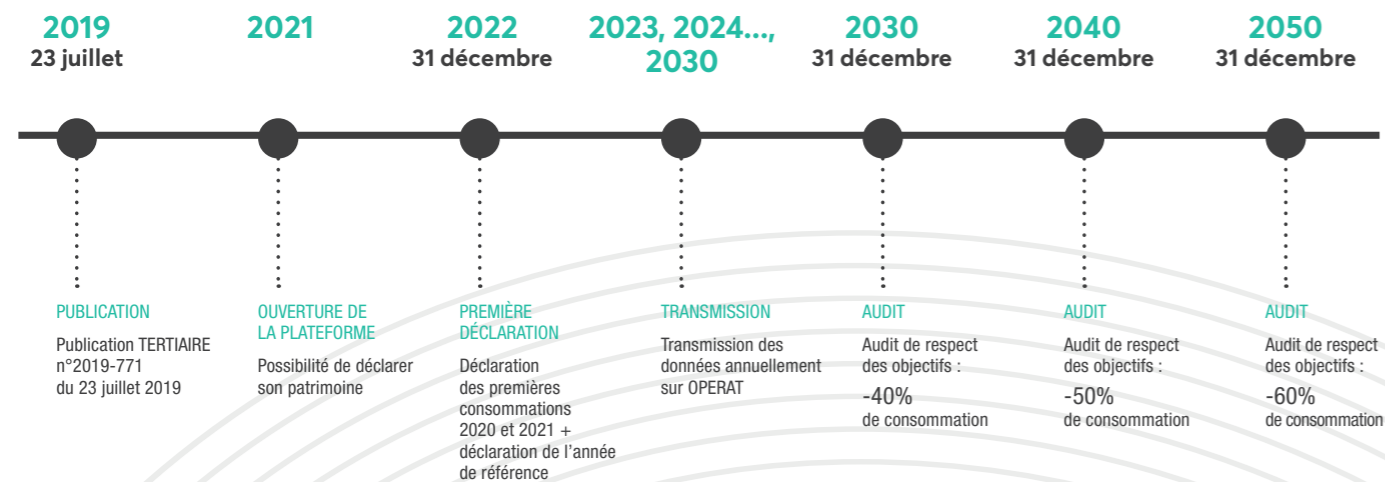 2019
23 juillet
2021
2022
31 décembre
2023, 2024...,
2030
2030
31 décembre
2040
31 décembre
2050
31 décembre
PUBLICATION
Publication TERTIAIRE
n°2019-771
du 23 juillet 2019
OUVERTURE DE
LA PLATEFORME
Possibilité de déclarer
son patrimoine
PREMIÈRE
DÉCLARATION
Déclaration
des premières
consommations
2020 et 2021 +
déclaration de l'année
de référence
TRANSMISSION
Transmission des
données annuellement
sur OPERAT
AUDIT
Audit de respect
des objectifs :
-40%
de consommation
AUDIT
Audit de respect
des objectifs :
-50%
de consommation
AUDIT
Audit de respect
des objectifs :
-60%
de consommation